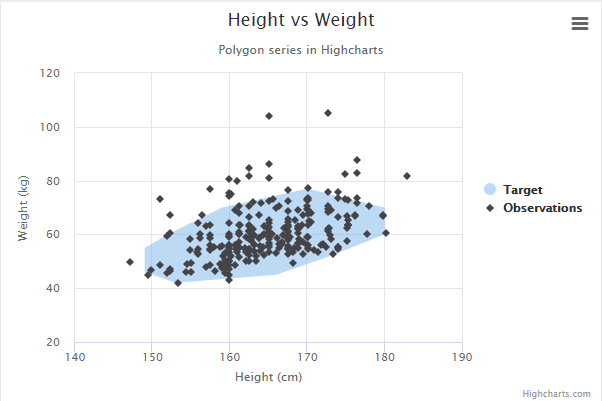 Height vs Weight
Polygon series in Highcharts
Weight (kg)
120
100
80
60
40
20
140
150
160
170
180
190
Height (cm)
Target
Observations
Highcharts.com